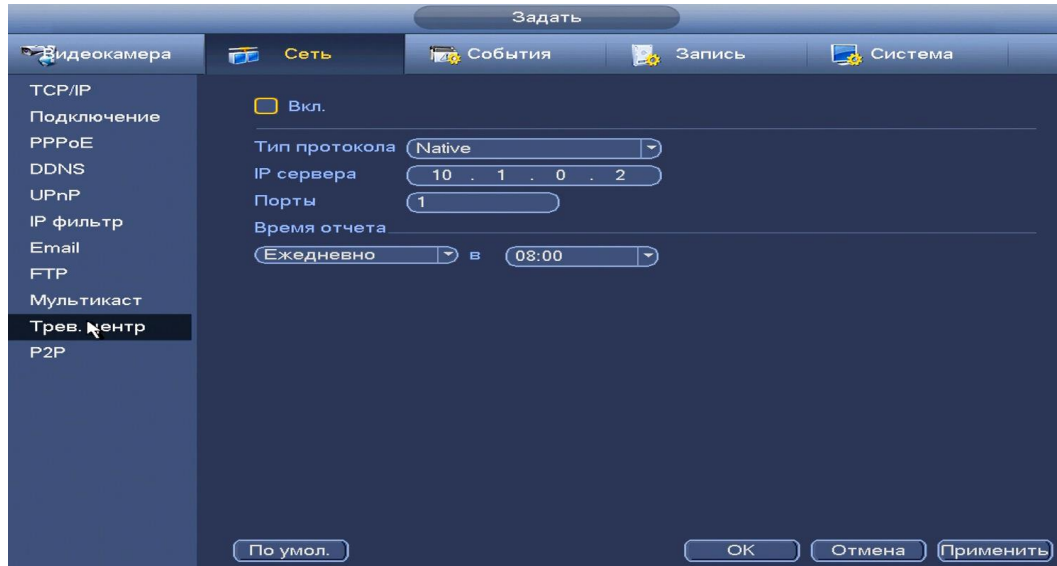 Задать
Видеокамера
Сеть
События
Запись
Система
TCP/IP
Подключение
PPPoE
DDNS
UPnP
IP фильтр
Email
FTP
Мультикаст
Трев. центр
P2P
Вкл.
Тип протокола Native
IP сервера 10 . 1 . 0 . 2
Порты 1
Время отчета
Ежедневно в 08:00
По умол. OK Отмена Применить